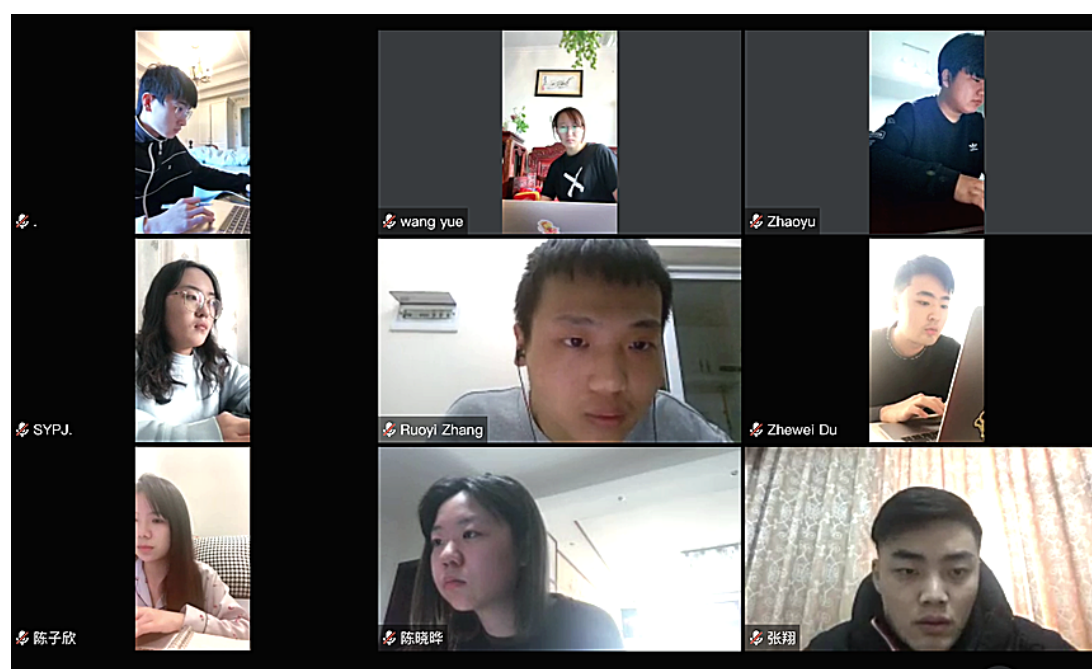 .
wang yue
Zhaoyu
SYPJ.
Ruoyi Zhang
Zhewei Du
陈子欣
陈晓晔
张翔